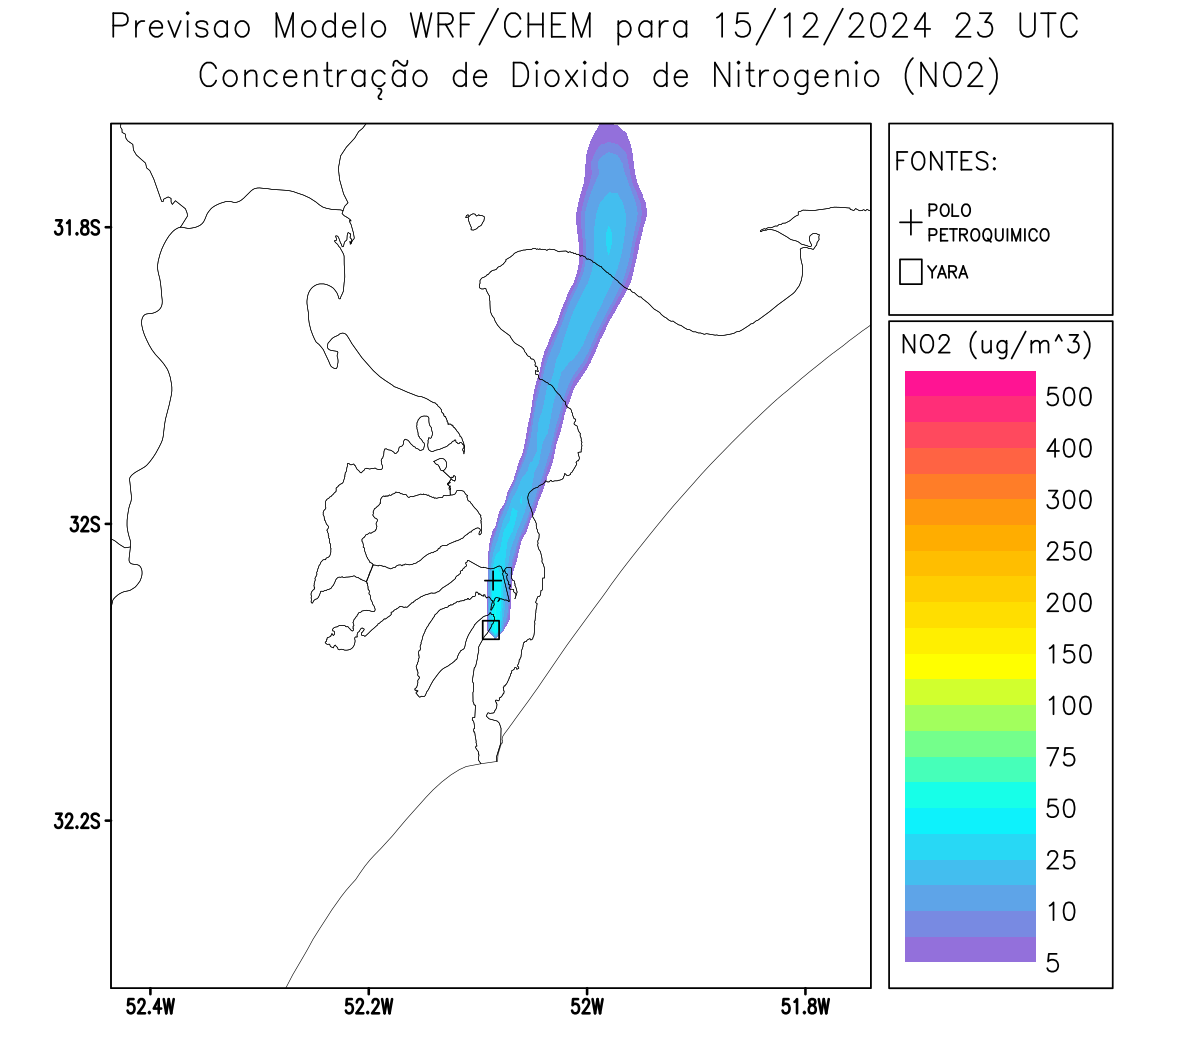 Previsao Modelo WRF/CHEM para 15/12/2024 23 UTC
Concentração de Dioxido de Nitrogenio (NO2)
FONTES:
POLO
PETROQUIMICO
YARA
31.8S
32S
32.2S
52.4W
52.2W
52W
51.8W
NO2 (ug/m^3)
500
400
300
250
200
150
100
75
50
25
10
5